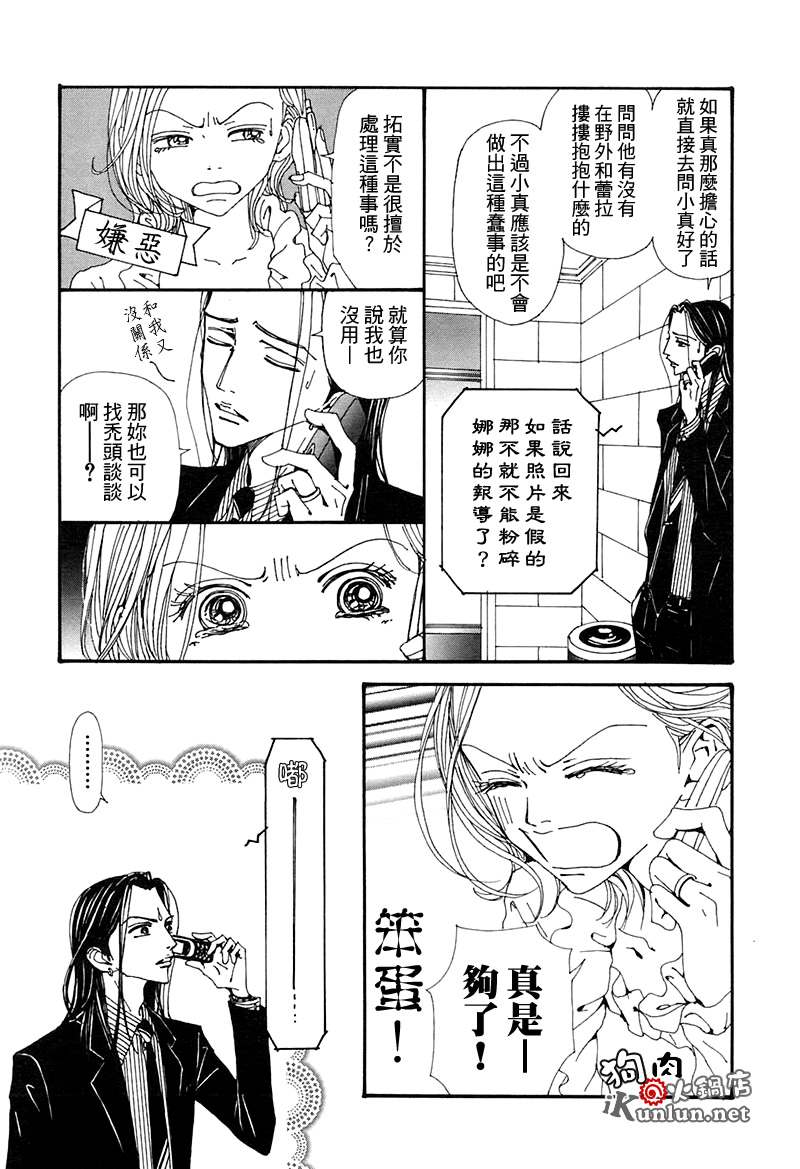 如果真那麼擔心的話
就直接去問小真好了
問問他有沒有
在野外和蕾拉
摟摟抱抱什麼的
不過小真應該是不會
做出這種蠢事的吧
話說回來
如果照片是假的
那不就不能粉碎
娜娜的報導了？
拓實不是很擅於
處理這種事嗎？
嫌惡
就算你
說我也
沒用—
和我又
沒關係
那妳也可以
找禿頭談談
啊——？
真是—
夠了！
笨蛋！
嘟——————…
………
狗肉
火鍋店
iKunlun.net